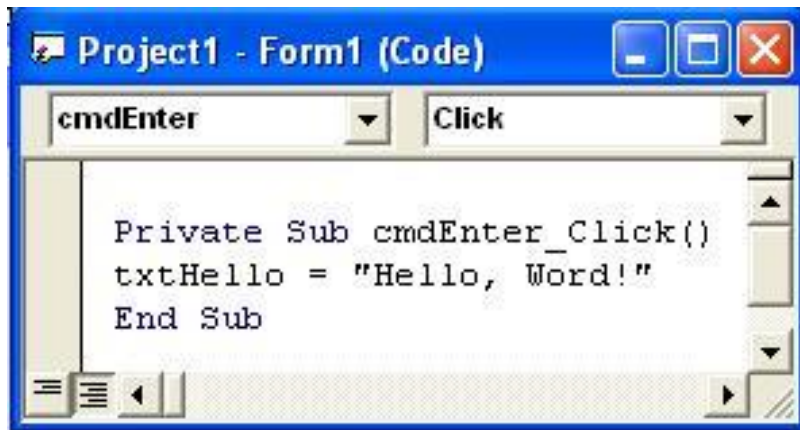 Project1 - Form1 (Code)
cmdEnter Click
Private Sub cmdEnter_Click()
txtHello = "Hello, Word!"
End Sub